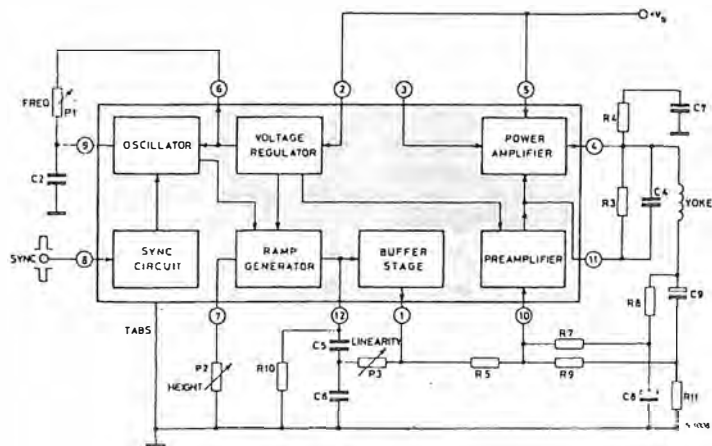 +Vs
6
2
3
5
FREQ
P1
R4
C7
9
OSCILLATOR
VOLTAGE
REGULATOR
POWER
AMPLIFIER
4
C2
R3
C4
YOKE
SYNC
8
SYNC
CIRCUIT
RAMP
GENERATOR
BUFFER
STAGE
PREAMPLIFIER
11
R8
C9
TABS
7
12
1
10
LINEARITY
R7
C5
P2
HEIGHT
R10
P3
R5
R9
C6
C8
R11